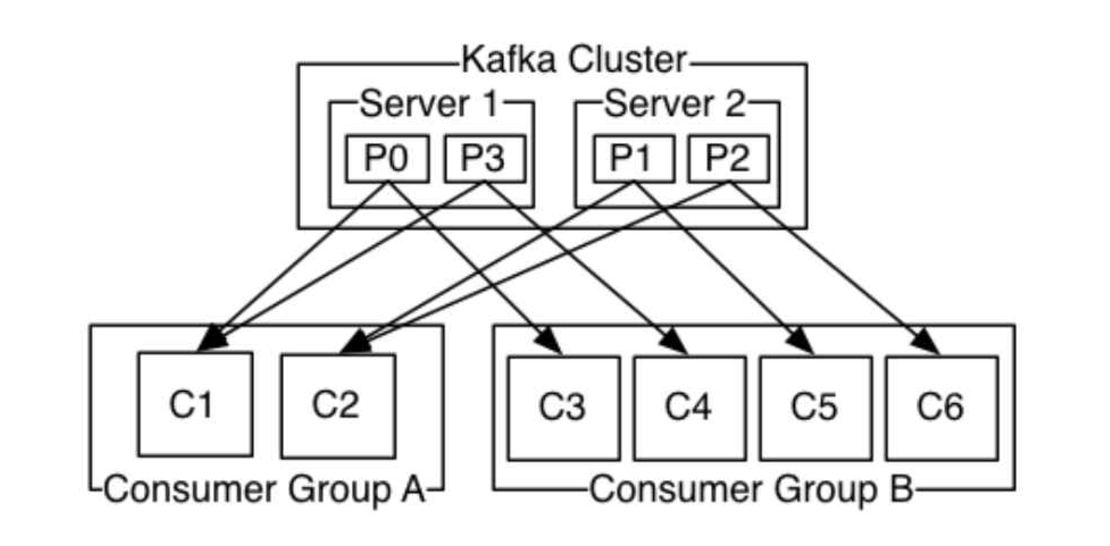 Kafka Cluster
Server 1 Server 2
P0 P3 P1 P2
C1 C2 C3 C4 C5 C6
Consumer Group A Consumer Group B